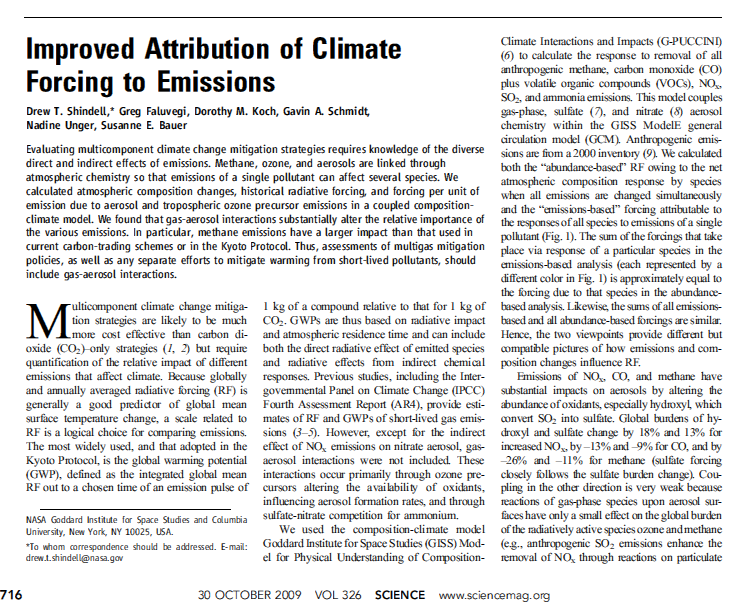 Improved Attribution of Climate
Forcing to Emissions
Drew T. Shindell,* Greg Faluvegi, Dorothy M. Koch, Gavin A. Schmidt,
Nadine Unger, Susanne E. Bauer
Evaluating multicomponent climate change mitigation strategies requires knowledge of the diverse
direct and indirect effects of emissions. Methane, ozone, and aerosols are linked through
atmospheric chemistry so that emissions of a single pollutant can affect several species. We
calculated atmospheric composition changes, historical radiative forcing, and forcing per unit of
emission due to aerosol and tropospheric ozone precursor emissions in a coupled composition-
climate model. We found that gas-aerosol interactions substantially alter the relative importance of
the various emissions. In particular, methane emissions have a larger impact than that used in
current carbon-trading schemes or in the Kyoto Protocol. Thus, assessments of multigas mitigation
policies, as well as any separate efforts to mitigate warming from short-lived pollutants, should
include gas-aerosol interactions.
Multicomponent climate change mitiga-
tion strategies are likely to be much
more cost effective than carbon di-
oxide (CO₂)–only strategies (1, 2) but require
quantification of the relative impact of different
emissions that affect climate. Because globally
and annually averaged radiative forcing (RF) is
generally a good predictor of global mean
surface temperature change, a scale related to
RF is a logical choice for comparing emissions.
The most widely used, and that adopted in the
Kyoto Protocol, is the global warming potential
(GWP), defined as the integrated global mean
RF out to a chosen time of an emission pulse of
NASA Goddard Institute for Space Studies and Columbia
University, New York, NY 10025, USA.
*To whom correspondence should be addressed. E-mail:
drew.t.shindell@nasa.gov
1 kg of a compound relative to that for 1 kg of
CO₂. GWPs are thus based on radiative impact
and atmospheric residence time and can include
both the direct radiative effect of emitted species
and radiative effects from indirect chemical
responses. Previous studies, including the Inter-
governmental Panel on Climate Change (IPCC)
Fourth Assessment Report (AR4), provide esti-
mates of RF and GWPs of short-lived gas emis-
sions (3–5). However, except for the indirect
effect of NOₓ emissions on nitrate aerosol, gas-
aerosol interactions were not included. These
interactions occur primarily through ozone pre-
cursors altering the availability of oxidants,
influencing aerosol formation rates, and through
sulfate-nitrate competition for ammonium.
We used the composition-climate model
Goddard Institute for Space Studies (GISS) Mod-
el for Physical Understanding of Composition-
Climate Interactions and Impacts (G-PUCCINI)
(6) to calculate the response to removal of all
anthropogenic methane, carbon monoxide (CO)
plus volatile organic compounds (VOCs), NOₓ,
SO₂, and ammonia emissions. This model couples
gas-phase, sulfate (7), and nitrate (8) aerosol
chemistry within the GISS ModelE general
circulation model (GCM). Anthropogenic emis-
sions are from a 2000 inventory (9). We calculated
both the “abundance-based” RF owing to the net
atmospheric composition response by species
when all emissions are changed simultaneously
and the “emissions-based” forcing attributable to
the responses of all species to emissions of a single
pollutant (Fig. 1). The sum of the forcings that take
place via response of a particular species in the
emissions-based analysis (each represented by a
different color in Fig. 1) is approximately equal to
the forcing due to that species in the abundance-
based analysis. Likewise, the sums of all emissions-
based and all abundance-based forcings are similar.
Hence, the two viewpoints provide different but
compatible pictures of how emissions and com-
position changes influence RF.
Emissions of NOₓ, CO, and methane have
substantial impacts on aerosols by altering the
abundance of oxidants, especially hydroxyl, which
convert SO₂ into sulfate. Global burdens of hy-
droxyl and sulfate change by 18% and 13% for
increased NOₓ, by –13% and –9% for CO, and by
–26% and –11% for methane (sulfate forcing
closely follows the sulfate burden change). Cou-
pling in the other direction is very weak because
reactions of gas-phase species upon aerosol sur-
faces have only a small effect on the global burden
of the radiatively active species ozone and methane
(e.g., anthropogenic SO₂ emissions enhance the
removal of NOₓ through reactions on particulate
716 30 OCTOBER 2009 VOL 326 SCIENCE www.sciencemag.org